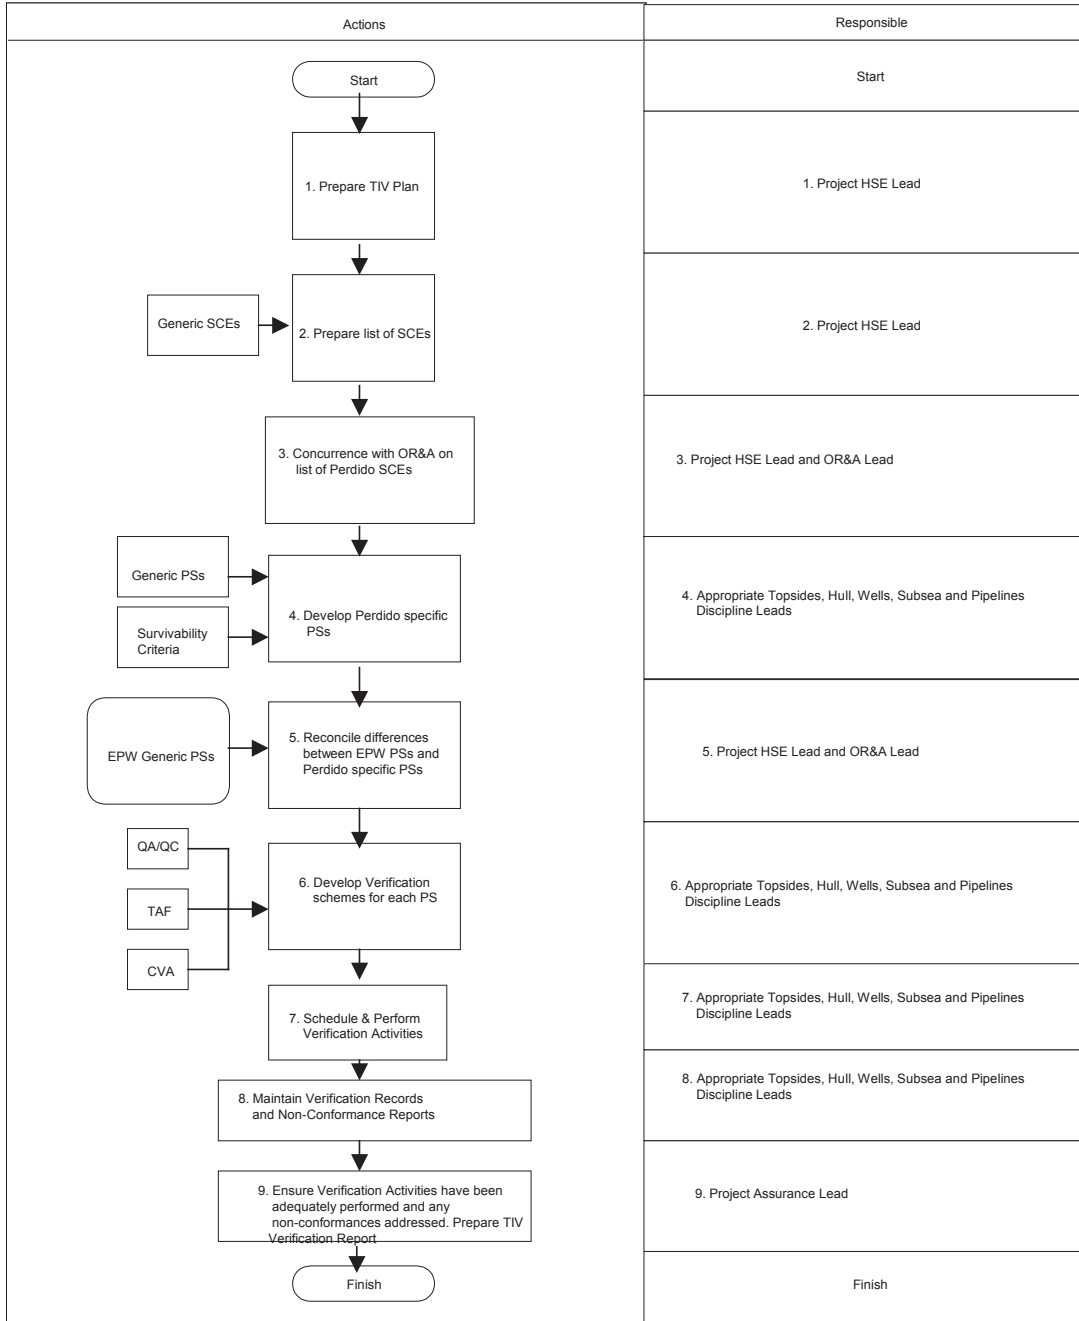 Actions
Responsible
Start
Start
1. Prepare TIV Plan
1. Project HSE Lead
Generic SCEs
2. Prepare list of SCEs
2. Project HSE Lead
3. Concurrence with OR&A on
list of Perdido SCEs
3. Project HSE Lead and OR&A Lead
Generic PSs
Survivability
Criteria
4. Develop Perdido specific
PSs
4. Appropriate Topsides, Hull, Wells, Subsea and Pipelines
Discipline Leads
EPW Generic PSs
5. Reconcile differences
between EPW PSs and
Perdido specific PSs
5. Project HSE Lead and OR&A Lead
QA/QC
TAF
CVA
6. Develop Verification
schemes for each PS
6. Appropriate Topsides, Hull, Wells, Subsea and Pipelines
Discipline Leads
7. Schedule & Perform
Verification Activities
7. Appropriate Topsides, Hull, Wells, Subsea and Pipelines
Discipline Leads
8. Maintain Verification Records
and Non-Conformance Reports
8. Appropriate Topsides, Hull, Wells, Subsea and Pipelines
Discipline Leads
9. Ensure Verification Activities have been
adequately performed and any
non-conformances addressed. Prepare TIV
Verification Report
9. Project Assurance Lead
Finish
Finish